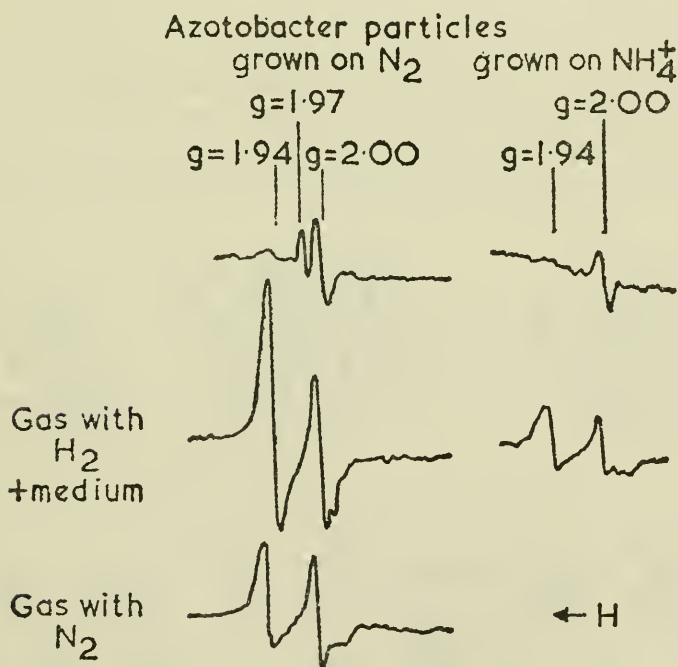 Azotobacter particles
grown on N₂ grown on NH₄⁺
g=1·97 g=2·00
g=1·94 g=2·00 g=1·94
Gas with
H₂
+medium
Gas with
N₂
← H